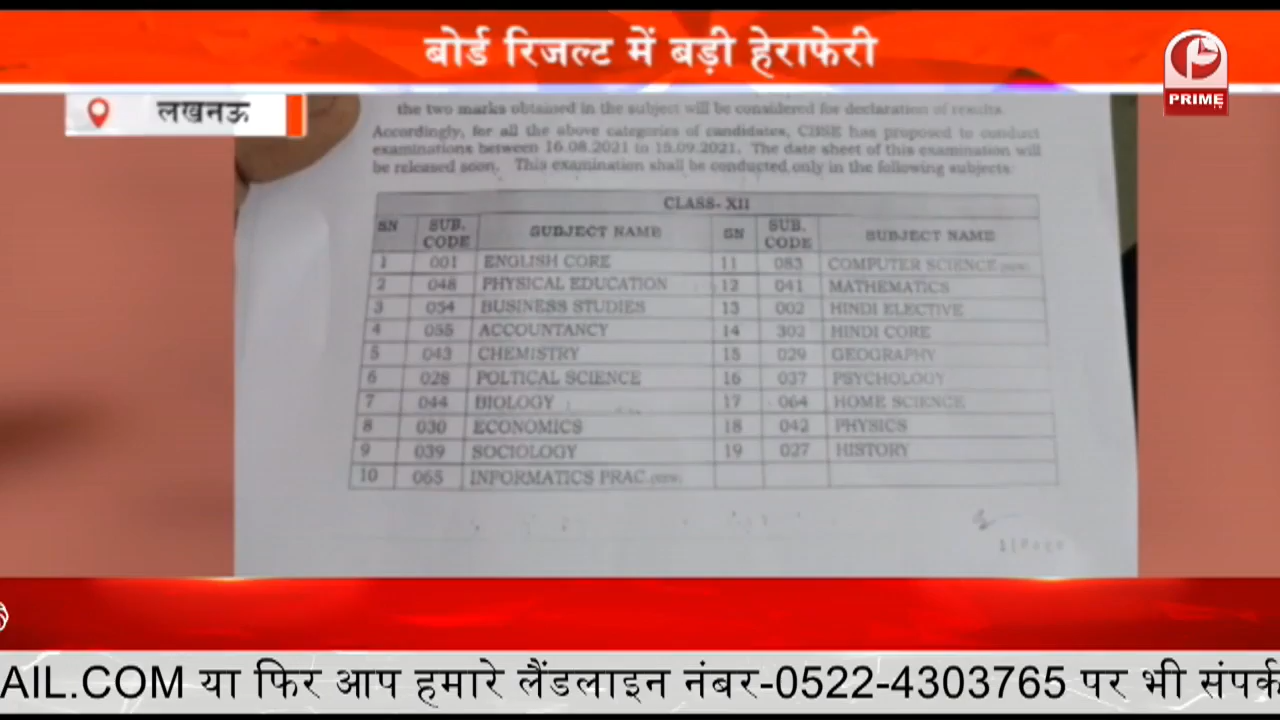 बोर्ड रिजल्ट में बड़ी हेराफेरी
PRIME
लखनऊ
the two marks obtained in the subject will be considered for declaration of results.
Accordingly, for all the above categories of candidates, CBSE has proposed to conduct
examinations between 16.08.2021 to 15.09.2021. The date sheet of this examination will
be released soon. This examination shall be conducted only in the following subjects
CLASS- XII
SN SUB. CODE SUBJECT NAME SN SUB. CODE SUBJECT NAME
1 001 ENGLISH CORE 11 083 COMPUTER SCIENCE (NEW)
2 048 PHYSICAL EDUCATION 12 041 MATHEMATICS
3 054 BUSINESS STUDIES 13 002 HINDI ELECTIVE
4 055 ACCOUNTANCY 14 302 HINDI CORE
5 043 CHEMISTRY 15 029 GEOGRAPHY
6 028 POLTICAL SCIENCE 16 037 PSYCHOLOGY
7 044 BIOLOGY 17 064 HOME SCIENCE
8 030 ECONOMICS 18 042 PHYSICS
9 039 SOCIOLOGY 19 027 HISTORY
10 065 INFORMATICS PRAC. (NEW)
1 | Page
AIL.COM या फिर आप हमारे लैंडलाइन नंबर-0522-4303765 पर भी संपर्क